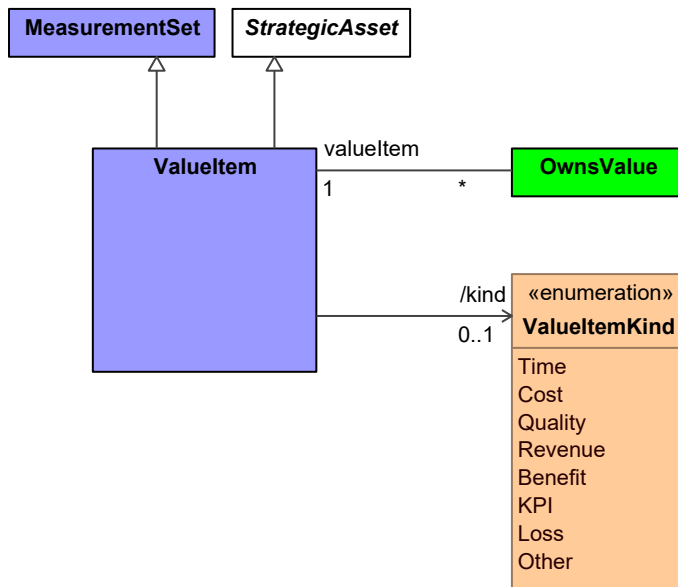 MeasurementSet
StrategicAsset
ValueItem
valueItem
1
*
OwnsValue
/kind
0..1
«enumeration»
ValueItemKind
Time
Cost
Quality
Revenue
Benefit
KPI
Loss
Other